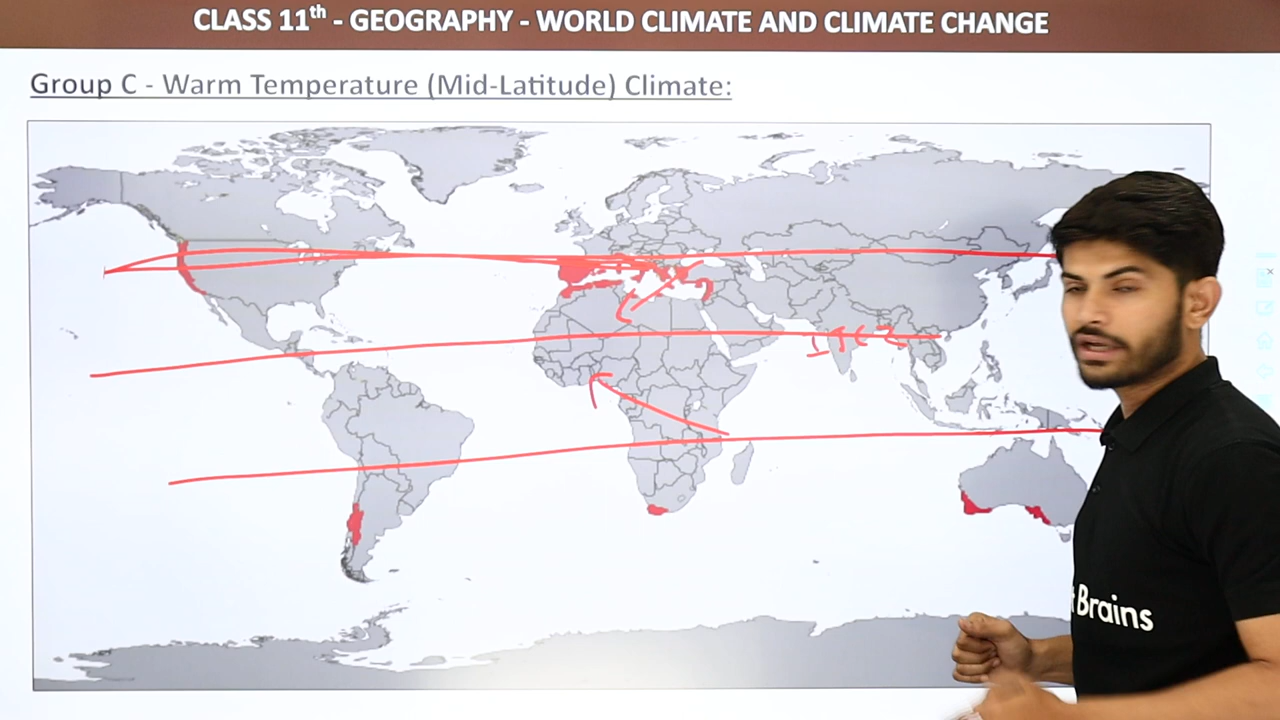 CLASS 11th - GEOGRAPHY - WORLD CLIMATE AND CLIMATE CHANGE
Group C - Warm Temperature (Mid-Latitude) Climate:
Brains